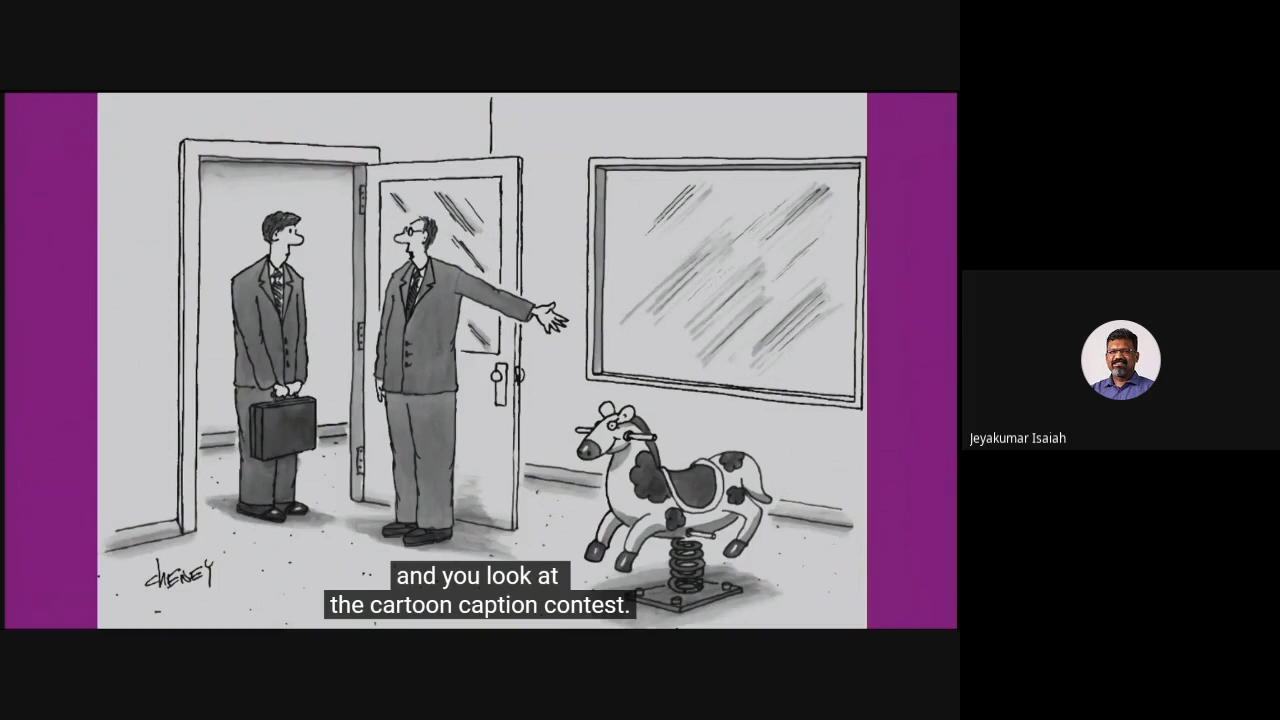 CHENEY
and you look at
the cartoon caption contest.
Jeyakumar Isaiah